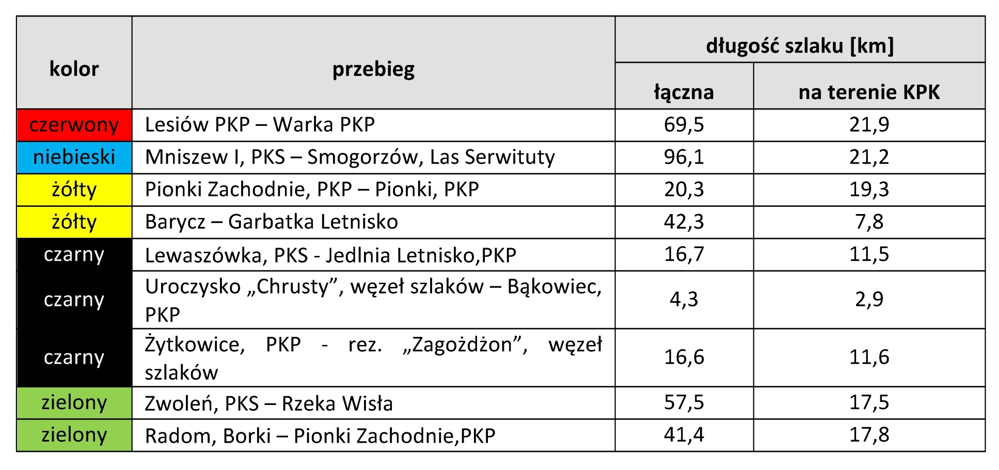 kolor
przebieg
długość szlaku [km]
łączna
na terenie KPK
czerwony Lesiów PKP – Warka PKP 69,5 21,9
niebieski Mniszew I, PKS – Smogorzów, Las Serwituty 96,1 21,2
żółty Pionki Zachodnie, PKP – Pionki, PKP 20,3 19,3
żółty Barycz – Garbatka Letnisko 42,3 7,8
czarny Lewaszówka, PKS - Jedlnia Letnisko,PKP 16,7 11,5
czarny Uroczysko „Chrusty”, węzeł szlaków – Bąkowiec,
PKP 4,3 2,9
czarny Żytkowice, PKP - rez. „Zagożdżon”, węzeł
szlaków 16,6 11,6
zielony Zwoleń, PKS – Rzeka Wisła 57,5 17,5
zielony Radom, Borki – Pionki Zachodnie,PKP 41,4 17,8